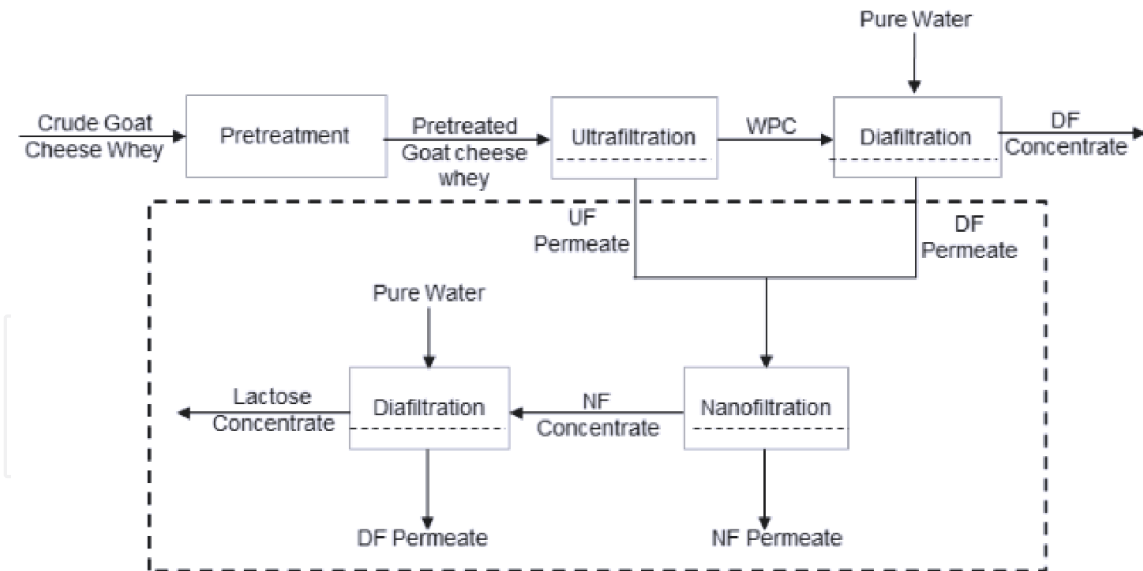 Pure Water
Crude Goat
Cheese Whey
Pretreatment
Pretreated
Goat cheese
whey
Ultrafiltration
WPC
Diafiltration
DF
Concentrate
UF
Permeate
DF
Permeate
Pure Water
Lactose
Concentrate
Diafiltration
NF
Concentrate
Nanofiltration
DF Permeate
NF Permeate